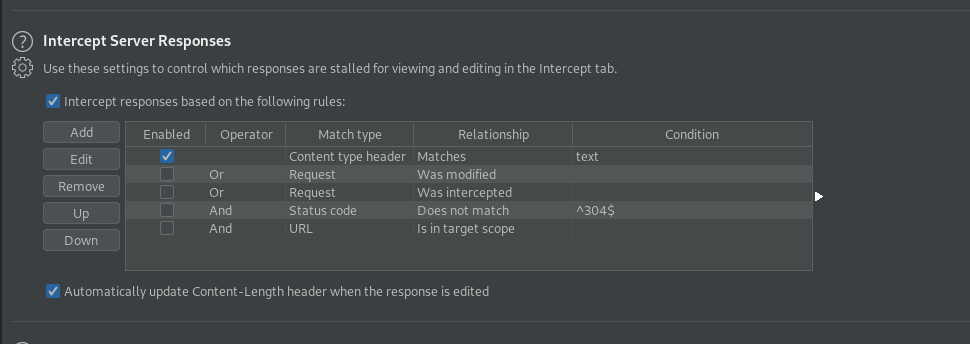 Intercept Server Responses
Use these settings to control which responses are stalled for viewing and editing in the Intercept tab.
Intercept responses based on the following rules:
Add
Edit
Remove
Up
Down
Enabled Operator Match type Relationship Condition
Content type header Matches text
Or Request Was modified
Or Request Was intercepted
And Status code Does not match ^304$
And URL Is in target scope
Automatically update Content-Length header when the response is edited